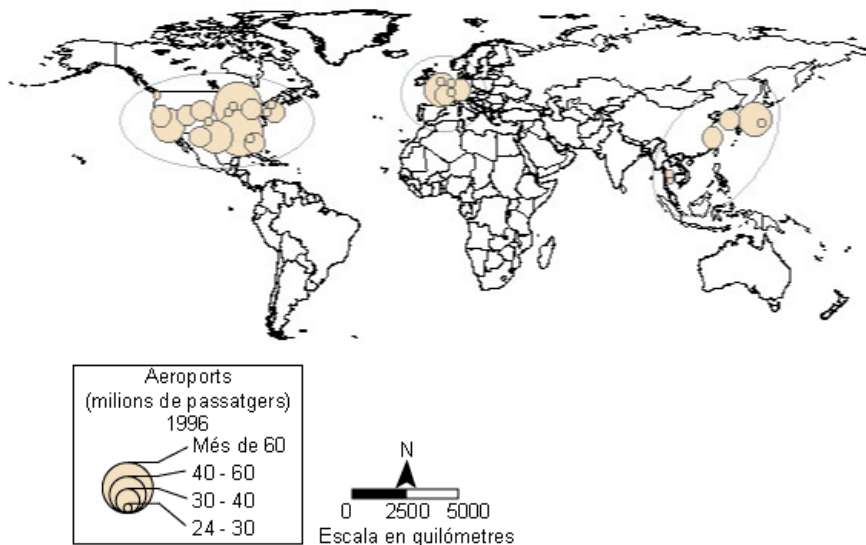 Aeroports
(milions de passatgers)
1996
Més de 60
40 - 60
30 - 40
24 - 30
N
0 2500 5000
Escala en quilómetres